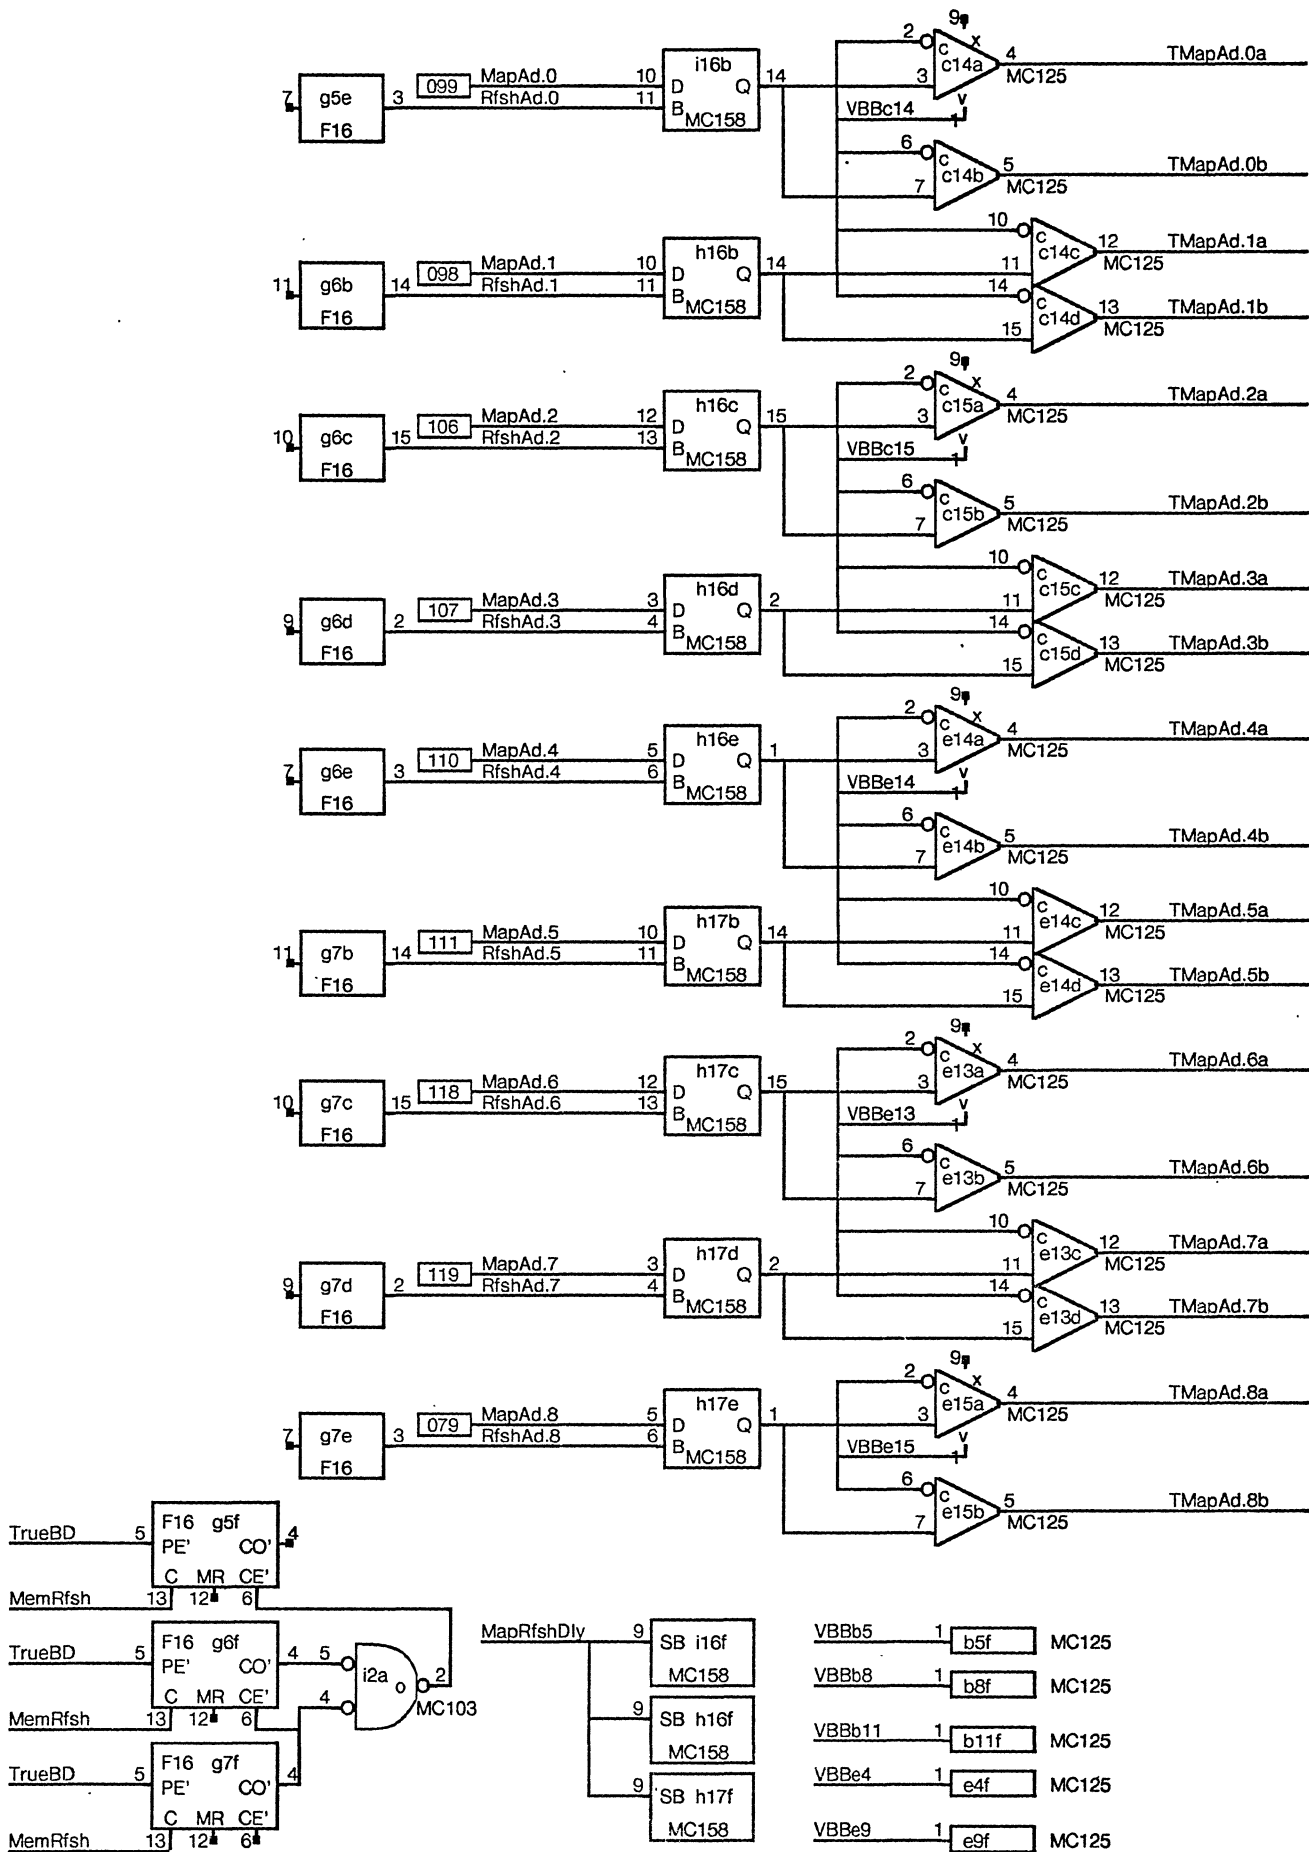 9
2 C X 4 TMapAd.0a
i16b c14a
099 MapAd.0 10 D Q 14 3 MC125
7 g5e 3 RfshAd.0 11 B MC158 VBBc14 1 v
F16
6 C 5 TMapAd.0b
c14b
7 MC125
10 C 12 TMapAd.1a
h16b c14c
098 MapAd.1 10 D Q 14 11 MC125
11 g6b 14 RfshAd.1 11 B MC158 14 C 13 TMapAd.1b
F16 c14d
15 MC125
9
2 C X 4 TMapAd.2a
h16c c15a
106 MapAd.2 12 D Q 15 3 MC125
10 g6c 15 RfshAd.2 13 B MC158 VBBc15 1 v
F16
6 C 5 TMapAd.2b
c15b
7 MC125
10 C 12 TMapAd.3a
h16d c15c
107 MapAd.3 3 D Q 2 11 MC125
9 g6d 2 RfshAd.3 4 B MC158 14 C 13 TMapAd.3b
F16 c15d
15 MC125
9
2 C X 4 TMapAd.4a
h16e e14a
110 MapAd.4 5 D Q 1 3 MC125
7 g6e 3 RfshAd.4 6 B MC158 VBBe14 1 v
F16
6 C 5 TMapAd.4b
e14b
7 MC125
10 C 12 TMapAd.5a
h17b e14c
111 MapAd.5 10 D Q 14 11 MC125
11 g7b 14 RfshAd.5 11 B MC158 14 C 13 TMapAd.5b
F16 e14d
15 MC125
9
2 C X 4 TMapAd.6a
h17c e13a
118 MapAd.6 12 D Q 15 3 MC125
10 g7c 15 RfshAd.6 13 B MC158 VBBe13 1 v
F16
6 C 5 TMapAd.6b
e13b
7 MC125
10 C 12 TMapAd.7a
h17d e13c
119 MapAd.7 3 D Q 2 11 MC125
9 g7d 2 RfshAd.7 4 B MC158 14 C 13 TMapAd.7b
F16 e13d
15 MC125
9
2 C X 4 TMapAd.8a
h17e e15a
079 MapAd.8 5 D Q 1 3 MC125
7 g7e 3 RfshAd.8 6 B MC158 VBBe15 1 v
F16
6 C 5 TMapAd.8b
e15b
7 MC125
F16 g5f
TrueBD 5 PE' CO' 4
C MR CE'
MemRfsh 13 12 6
F16 g6f
TrueBD 5 PE' CO' 4 5
i2a o 2
4 MC103
C MR CE'
MemRfsh 13 12 6
F16 g7f
TrueBD 5 PE' CO' 4
C MR CE'
MemRfsh 13 12 6
MapRfshDly 9 SB i16f
MC158
9 SB h16f
MC158
9 SB h17f
MC158
VBBb5 1 b5f MC125
VBBb8 1 b8f MC125
VBBb11 1 b11f MC125
VBBe4 1 e4f MC125
VBBe9 1 e9f MC125